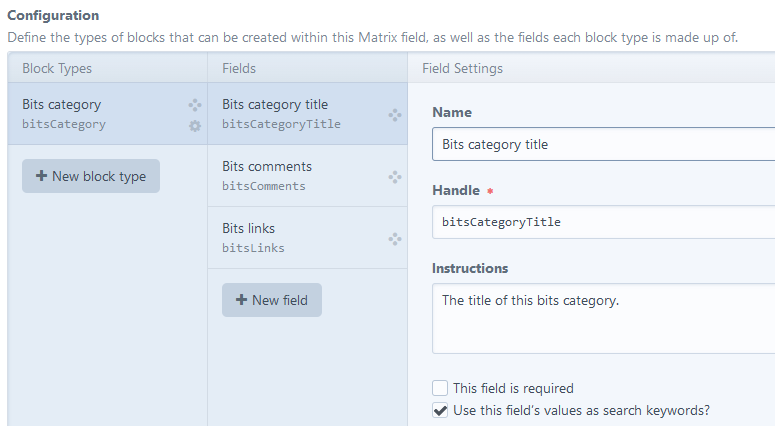 Configuration
Define the types of blocks that can be created within this Matrix field, as well as the fields each block type is made up of.
Block Types
Fields
Field Settings
Bits category
bitsCategory
+ New block type
Bits category title
bitsCategoryTitle
Bits comments
bitsComments
Bits links
bitsLinks
+ New field
Name
Bits category title
Handle *
bitsCategoryTitle
Instructions
The title of this bits category.
This field is required
Use this field's values as search keywords?